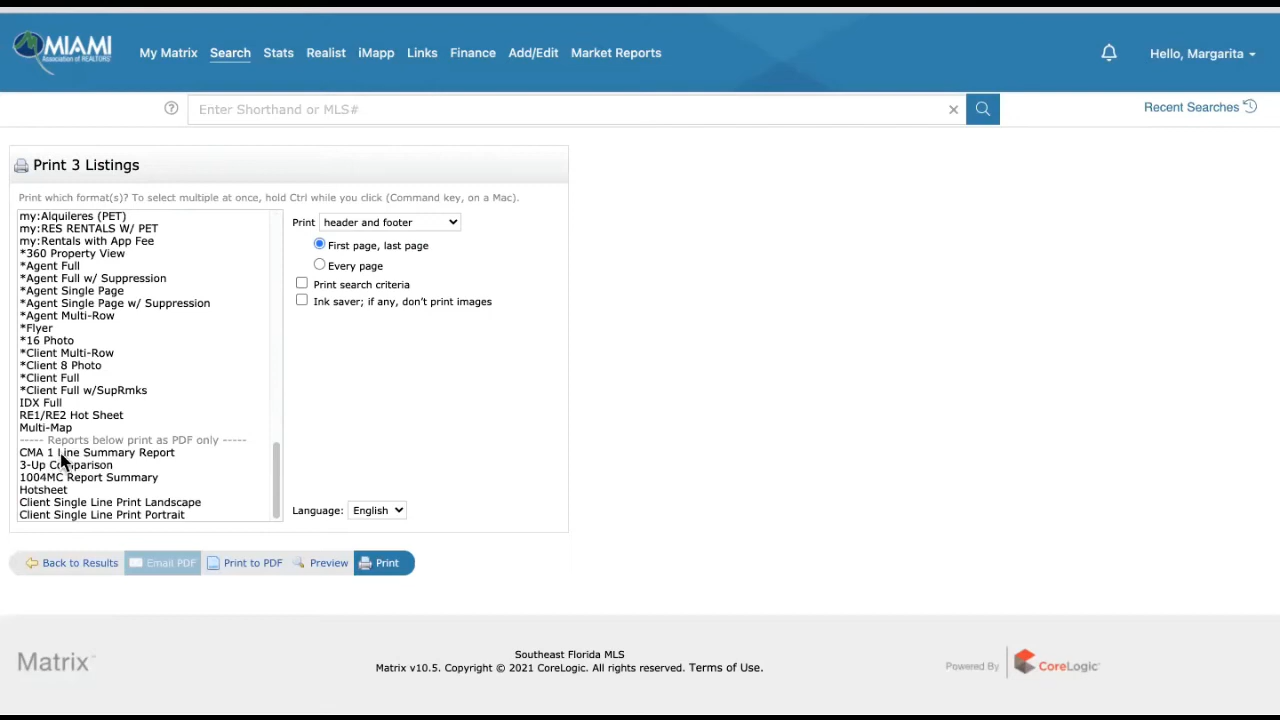 MIAMI
Association of REALTORS®
My Matrix Search Stats Realist iMapp Links Finance Add/Edit Market Reports
Hello, Margarita
Enter Shorthand or MLS#
Recent Searches
Print 3 Listings
Print which format(s)? To select multiple at once, hold Ctrl while you click (Command key, on a Mac).
my:Alquileres (PET)
my:RES RENTALS W/ PET
my:Rentals with App Fee
*360 Property View
*Agent Full
*Agent Full w/ Suppression
*Agent Single Page
*Agent Single Page w/ Suppression
*Agent Multi-Row
*Flyer
*16 Photo
*Client Multi-Row
*Client 8 Photo
*Client Full
*Client Full w/SupRmks
IDX Full
RE1/RE2 Hot Sheet
Multi-Map
----- Reports below print as PDF only -----
CMA 1 Line Summary Report
3-Up Comparison
1004MC Report Summary
Hotsheet
Client Single Line Print Landscape
Client Single Line Print Portrait
Print header and footer
First page, last page
Every page
Print search criteria
Ink saver; if any, don't print images
Language: English
Back to Results Email PDF Print to PDF Preview Print
Matrix™
Southeast Florida MLS
Matrix v10.5. Copyright © 2021 CoreLogic. All rights reserved. Terms of Use.
Powered By CoreLogic